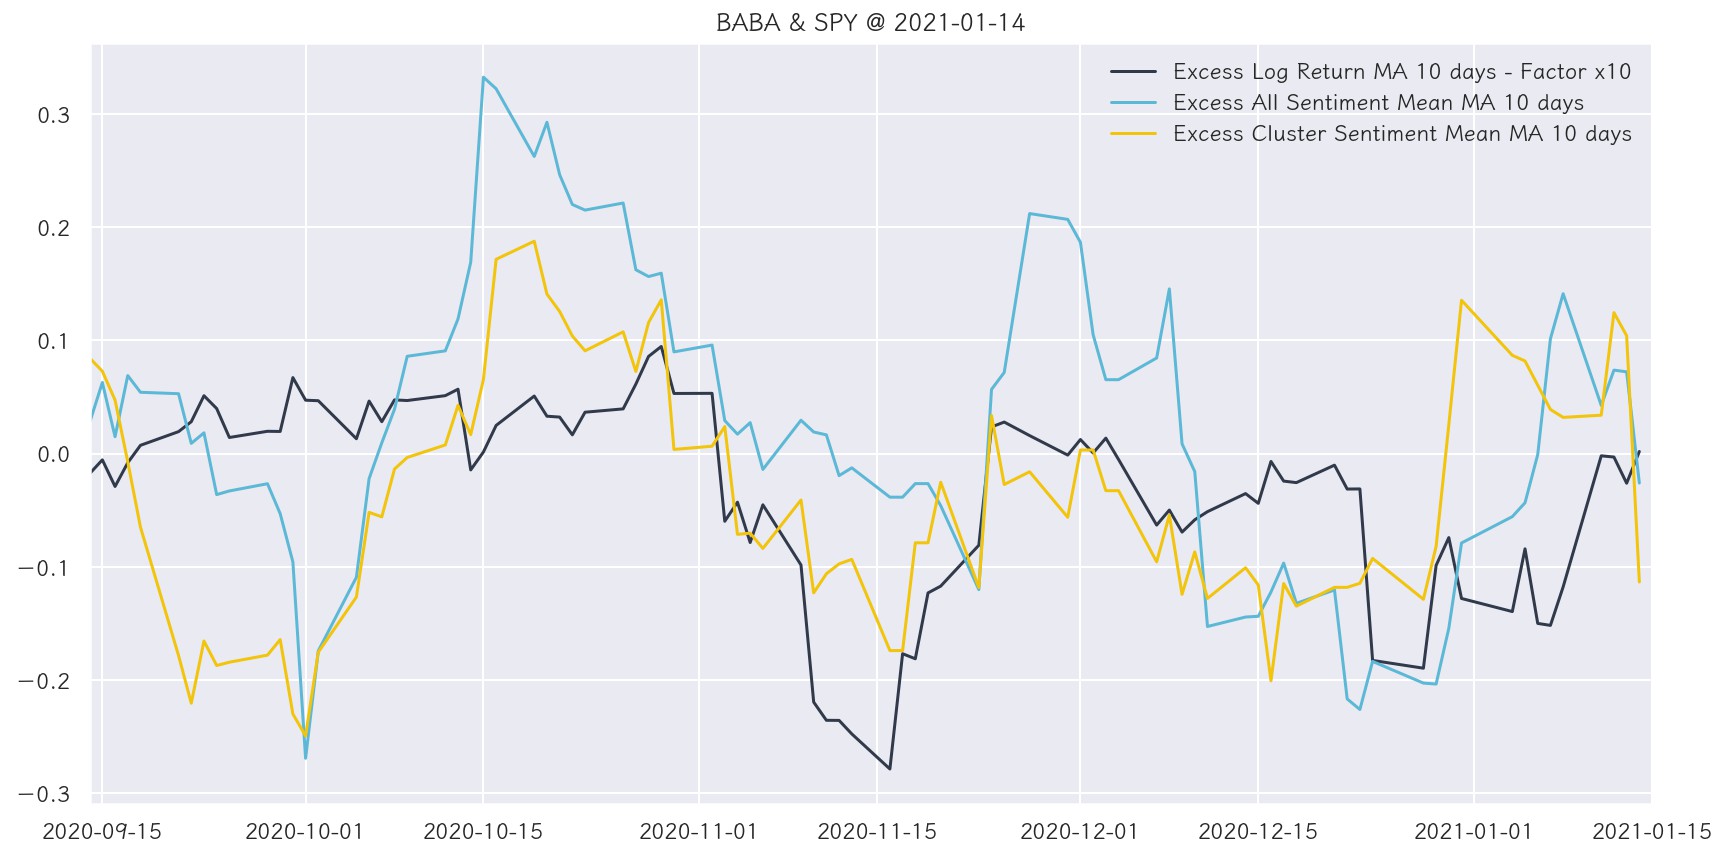 BABA & SPY @ 2021-01-14
Excess Log Return MA 10 days - Factor x10
Excess All Sentiment Mean MA 10 days
Excess Cluster Sentiment Mean MA 10 days
0.3
0.2
0.1
0.0
−0.1
−0.2
−0.3
2020-09-15 2020-10-01 2020-10-15 2020-11-01 2020-11-15 2020-12-01 2020-12-15 2021-01-01 2021-01-15